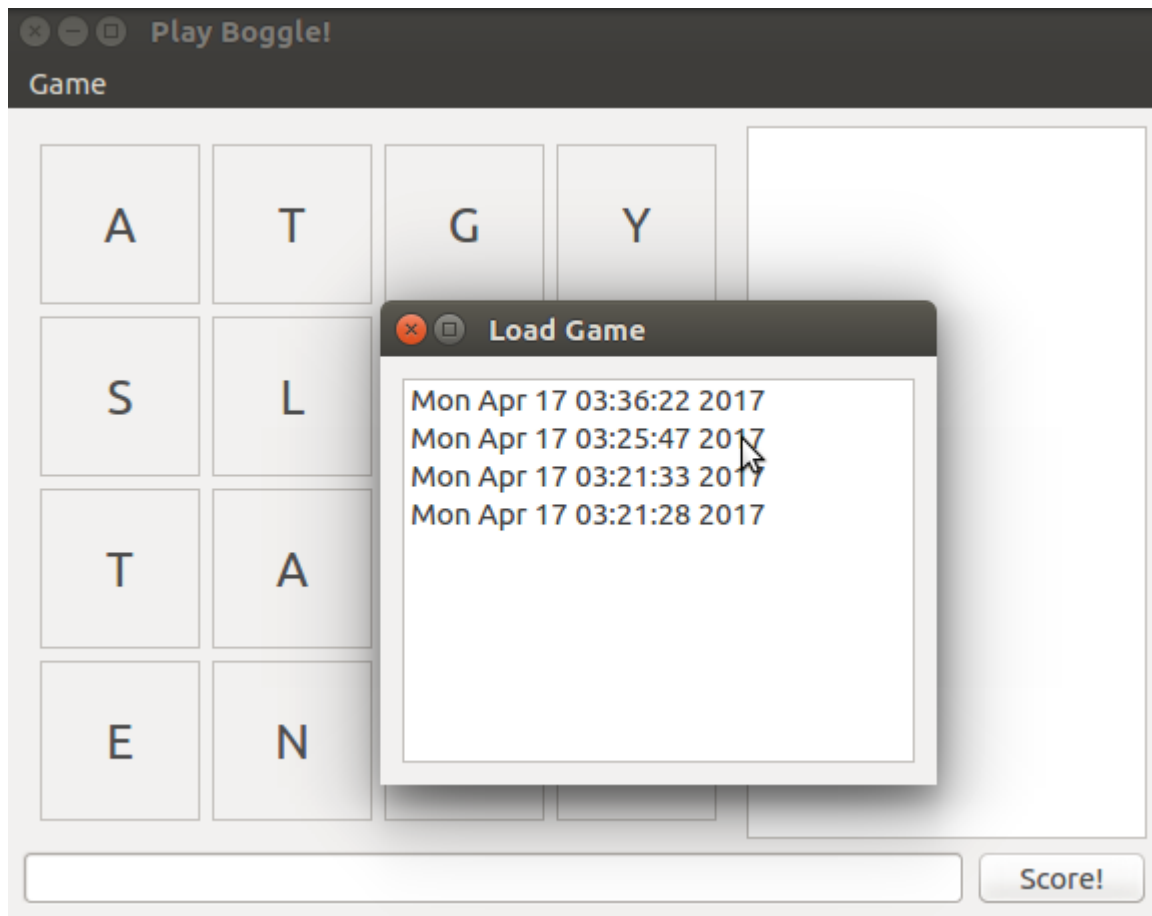 Play Boggle!
Game
A T G Y
Load Game
S L
Mon Apr 17 03:36:22 2017
Mon Apr 17 03:25:47 2017
Mon Apr 17 03:21:33 2017
Mon Apr 17 03:21:28 2017
T A
E N
Score!